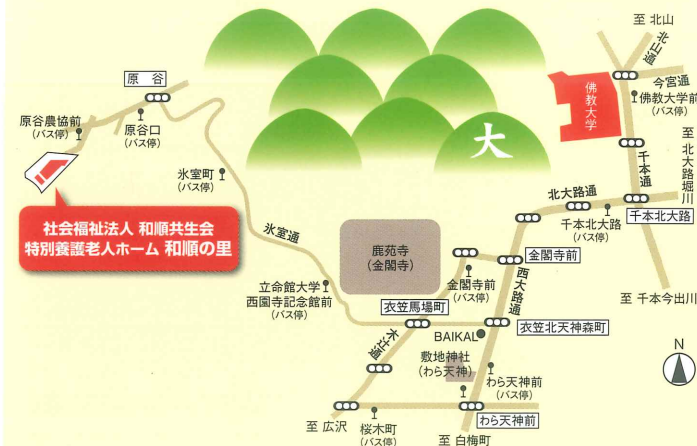 至 北山
北山通
今宮通
佛教大学前
(バス停)
佛教大学
至 北大路堀川
千本通
原 谷
原谷農協前
(バス停)
原谷口
(バス停)
氷室町
(バス停)
大
北大路通
千本北大路
(バス停)
千本北大路
社会福祉法人 和順共生会
特別養護老人ホーム 和順の里
氷室通
鹿苑寺
(金閣寺)
金閣寺前
金閣寺前
(バス停)
西大路通
至 千本今出川
立命館大学
西園寺記念館前
(バス停)
衣笠馬場町
衣笠北天神森町
BAIKAL
木辻通
敷地神社
(わら天神)
わら天神前
(バス停)
N
わら天神前
至 広沢
桜木町
(バス停)
至 白梅町